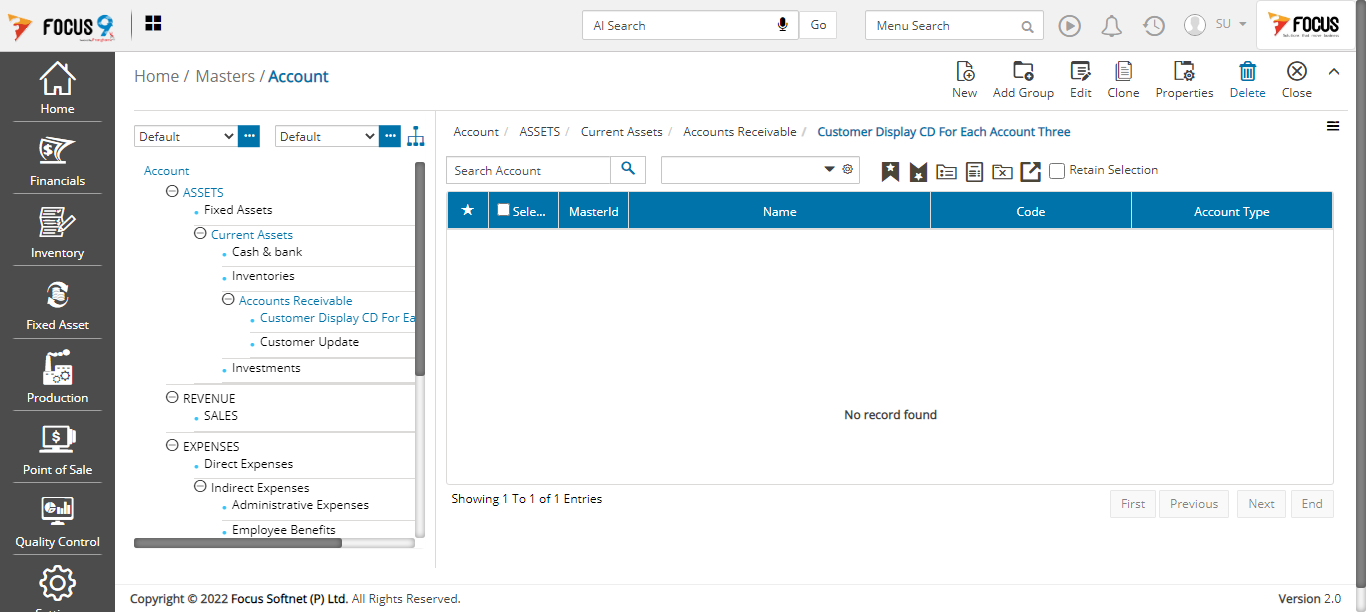 FOCUS 9
AI Search
Go
Menu Search
SU
FOCUS
Home
Financials
Inventory
Fixed Asset
Production
Point of Sale
Quality Control
Home / Masters / Account
New
Add Group
Edit
Clone
Properties
Delete
Close
Default
Default
Account
ASSETS
Fixed Assets
Current Assets
Cash & bank
Inventories
Accounts Receivable
Customer Display CD For Ea
Customer Update
Investments
REVENUE
SALES
EXPENSES
Direct Expenses
Indirect Expenses
Administrative Expenses
Employee Benefits
Account / ASSETS / Current Assets / Accounts Receivable / Customer Display CD For Each Account Three
Search Account
Retain Selection
Sele... MasterId Name Code Account Type
No record found
Showing 1 To 1 of 1 Entries
First Previous Next End
Copyright © 2022 Focus Softnet (P) Ltd. All Rights Reserved.
Version 2.0